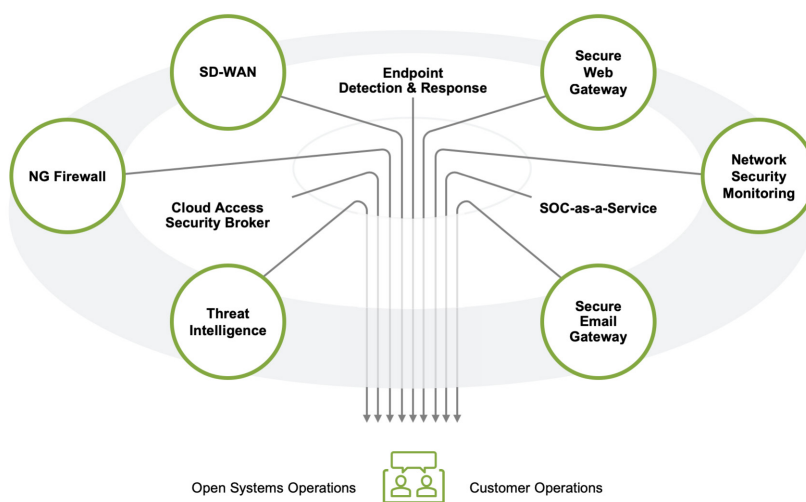 SD-WAN
Endpoint
Detection & Response
Secure
Web
Gateway
NG Firewall
Network
Security
Monitoring
Cloud Access
Security Broker
SOC-as-a-Service
Threat
Intelligence
Secure
Email
Gateway
Open Systems Operations
Customer Operations